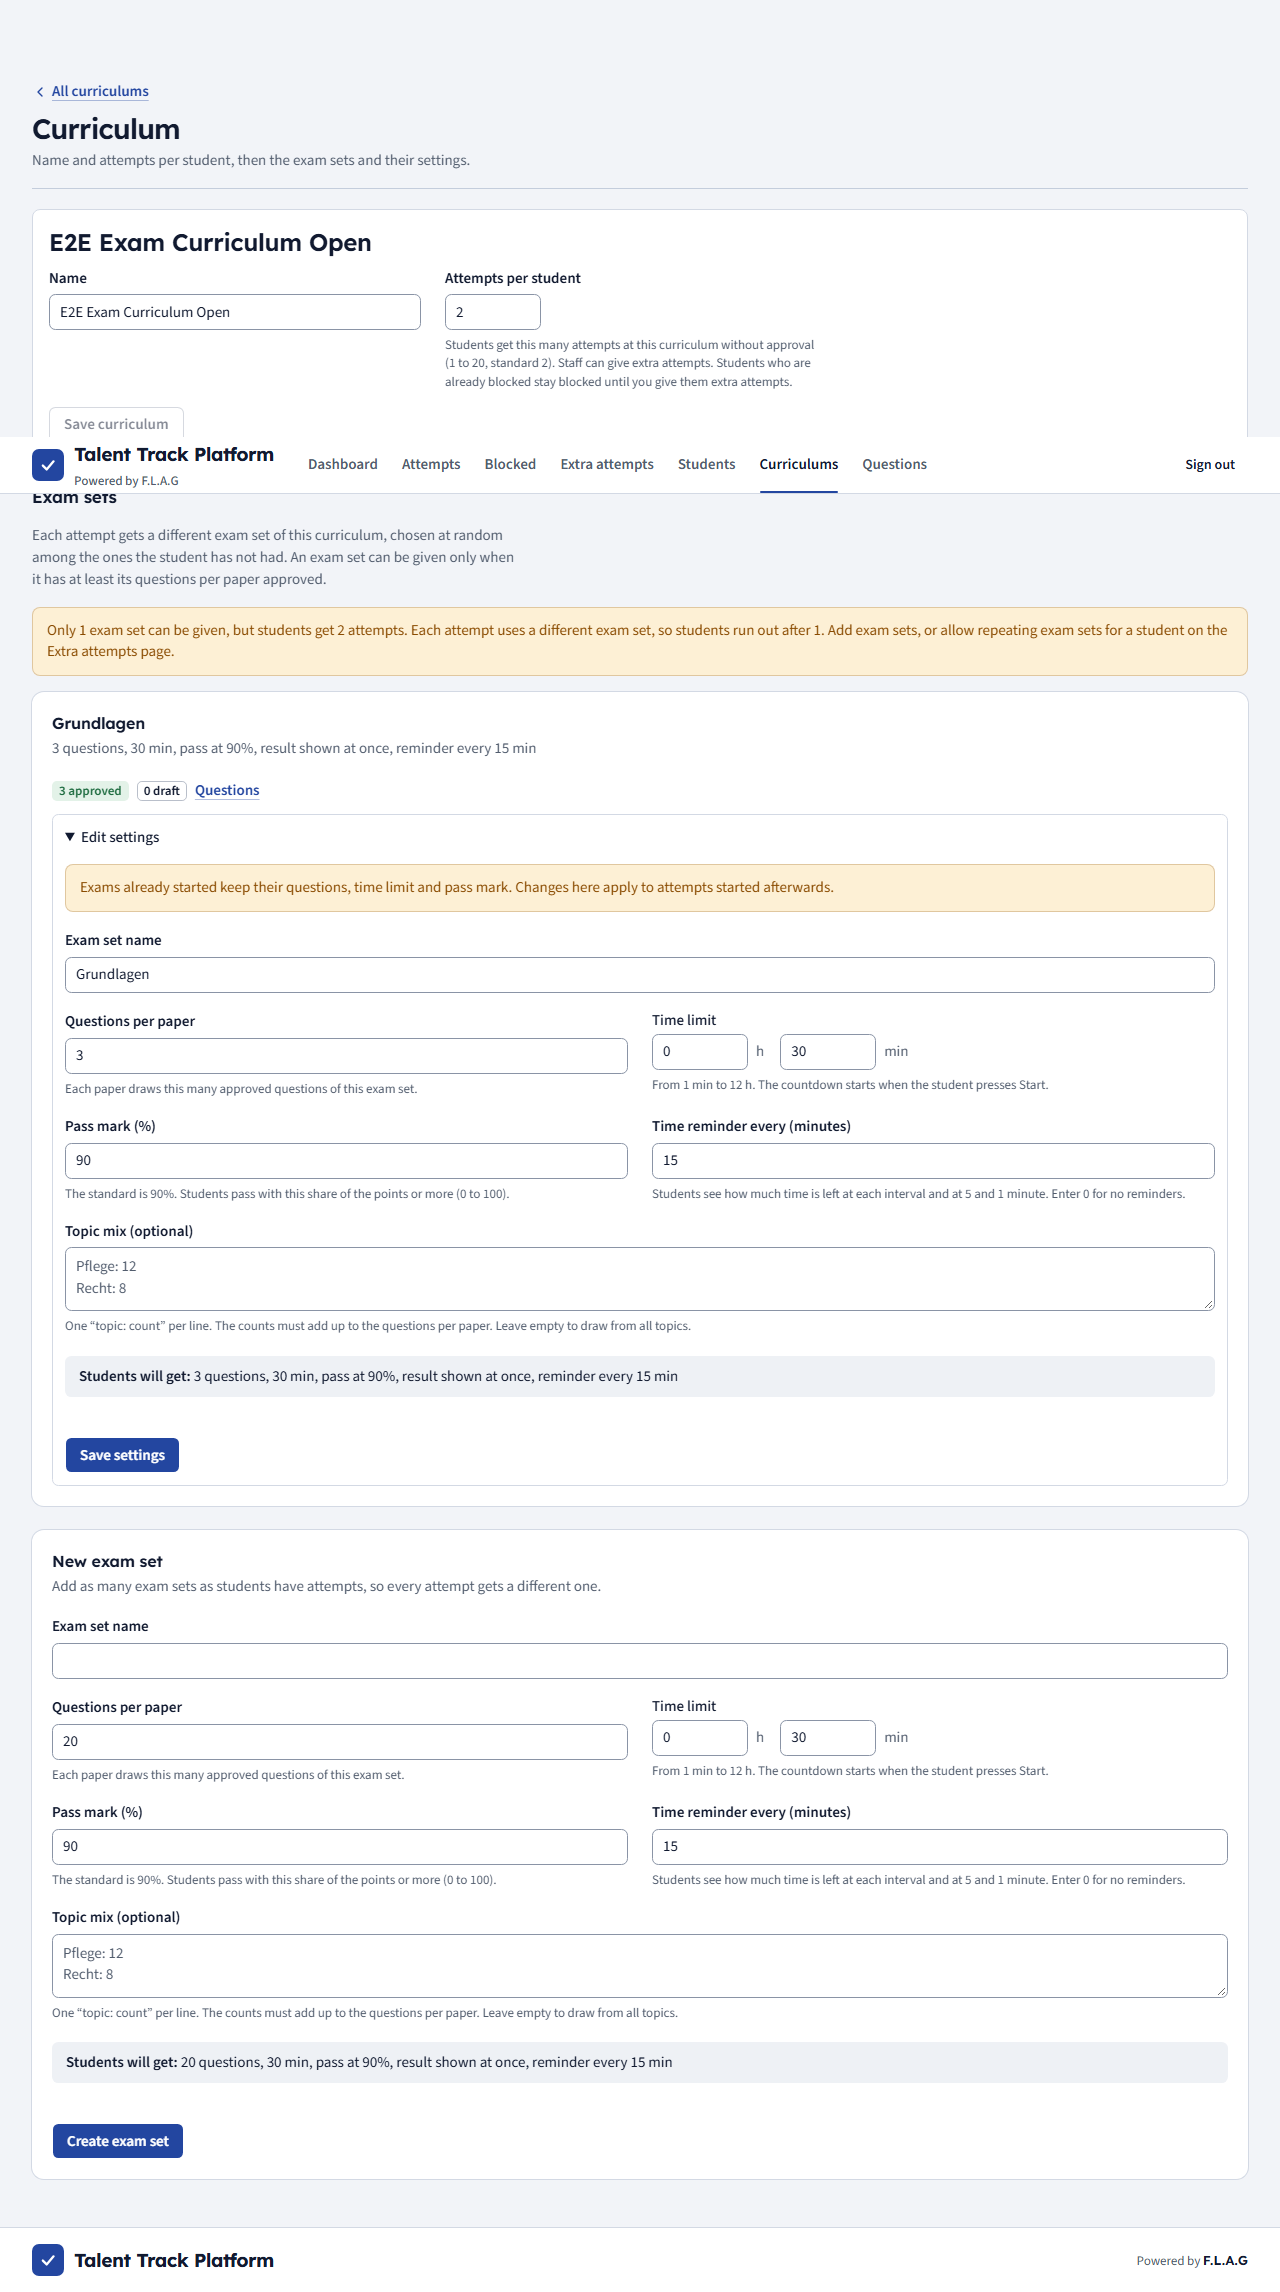 All curriculums
Curriculum
Name and attempts per student, then the exam sets and their settings.
E2E Exam Curriculum Open
Name
Attempts per student
E2E Exam Curriculum Open
2
Students get this many attempts at this curriculum without approval
(1 to 20, standard 2). Staff can give extra attempts. Students who are
already blocked stay blocked until you give them extra attempts.
Save curriculum
Talent Track Platform
Powered by F.L.A.G
Dashboard
Attempts
Blocked
Extra attempts
Students
Curriculums
Questions
Sign out
Exam sets
Each attempt gets a different exam set of this curriculum, chosen at random
among the ones the student has not had. An exam set can be given only when
it has at least its questions per paper approved.
Only 1 exam set can be given, but students get 2 attempts. Each attempt uses a different exam set, so students run out after 1. Add exam sets, or allow repeating exam sets for a student on the
Extra attempts page.
Grundlagen
3 questions, 30 min, pass at 90%, result shown at once, reminder every 15 min
3 approved
0 draft
Questions
Edit settings
Exams already started keep their questions, time limit and pass mark. Changes here apply to attempts started afterwards.
Exam set name
Grundlagen
Questions per paper
Time limit
3
0 h 30 min
Each paper draws this many approved questions of this exam set.
From 1 min to 12 h. The countdown starts when the student presses Start.
Pass mark (%)
Time reminder every (minutes)
90
15
The standard is 90%. Students pass with this share of the points or more (0 to 100).
Students see how much time is left at each interval and at 5 and 1 minute. Enter 0 for no reminders.
Topic mix (optional)
Pflege: 12
Recht: 8
One “topic: count” per line. The counts must add up to the questions per paper. Leave empty to draw from all topics.
Students will get: 3 questions, 30 min, pass at 90%, result shown at once, reminder every 15 min
Save settings
New exam set
Add as many exam sets as students have attempts, so every attempt gets a different one.
Exam set name
Questions per paper
Time limit
20
0 h 30 min
Each paper draws this many approved questions of this exam set.
From 1 min to 12 h. The countdown starts when the student presses Start.
Pass mark (%)
Time reminder every (minutes)
90
15
The standard is 90%. Students pass with this share of the points or more (0 to 100).
Students see how much time is left at each interval and at 5 and 1 minute. Enter 0 for no reminders.
Topic mix (optional)
Pflege: 12
Recht: 8
One “topic: count” per line. The counts must add up to the questions per paper. Leave empty to draw from all topics.
Students will get: 20 questions, 30 min, pass at 90%, result shown at once, reminder every 15 min
Create exam set
Talent Track Platform
Powered by F.L.A.G